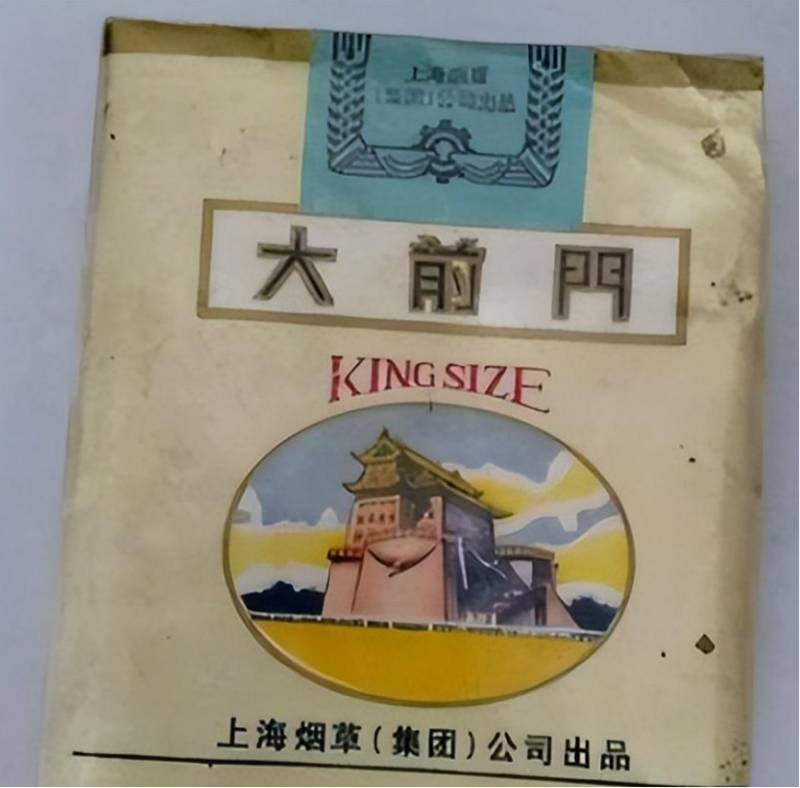 上海烟草
(集团)公司出品
大前門
KING SIZE
上海烟草(集团)公司出品